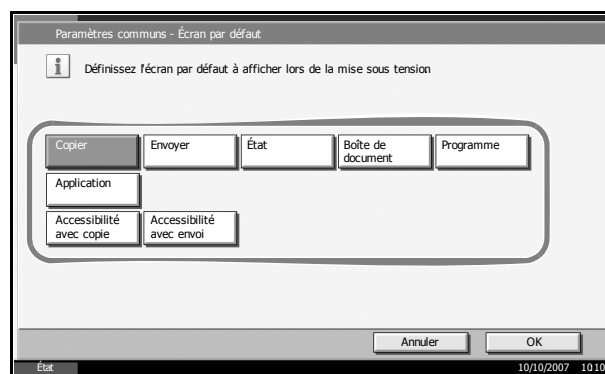 Paramètres communs - Écran par défaut
i
Définissez l'écran par défaut à afficher lors de la mise sous tension
Copier
Envoyer
État
Boîte de
document
Programme
Application
Accessibilité
avec copie
Accessibilité
avec envoi
Annuler
OK
État
10/10/2007 10:10